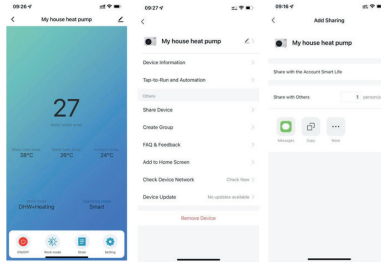 09:26
My house heat pump
27
38°C
26°C
24°C
DHW+Heating
Smart
ON/OFF
Work mode
Timer
Setting
09:27
My house heat pump
Device Information
Tap-to-Run and Automation
Others
Share Device
Create Group
FAQ & Feedback
Add to Home Screen
Check Device Network
Check Now
Device Update
No updates available
Remove Device
09:16
Add Sharing
My house heat pump
Share with the Account Smart Life
Share with Others
1
Messages
Copy
More